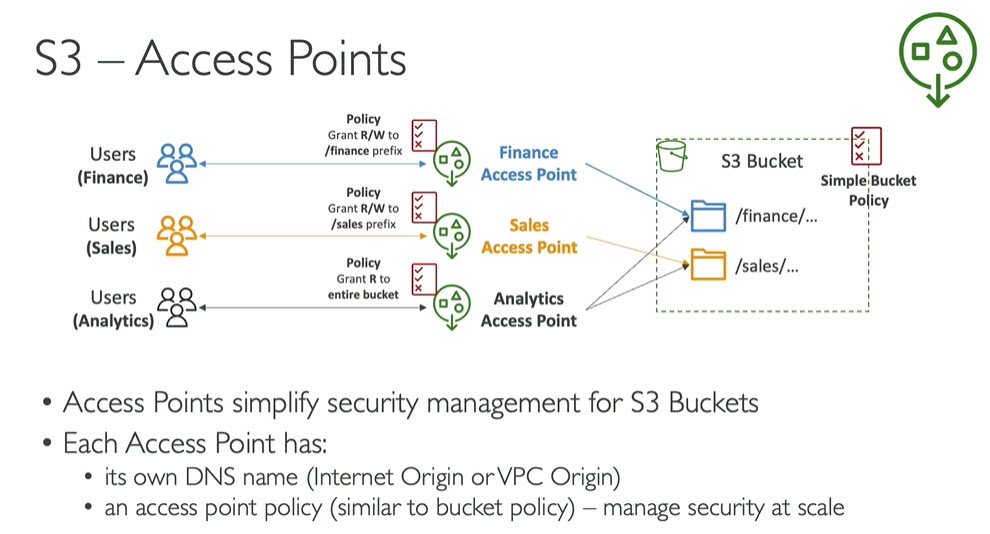 S3 – Access Points
Policy
Grant R/W to
/finance prefix
Users
(Finance)
Finance
Access Point
S3 Bucket
Simple Bucket
Policy
Policy
Grant R/W to
/sales prefix
Users
(Sales)
Sales
Access Point
/finance/...
/sales/...
Policy
Grant R to
entire bucket
Users
(Analytics)
Analytics
Access Point
• Access Points simplify security management for S3 Buckets
• Each Access Point has:
• its own DNS name (Internet Origin or VPC Origin)
• an access point policy (similar to bucket policy) – manage security at scale